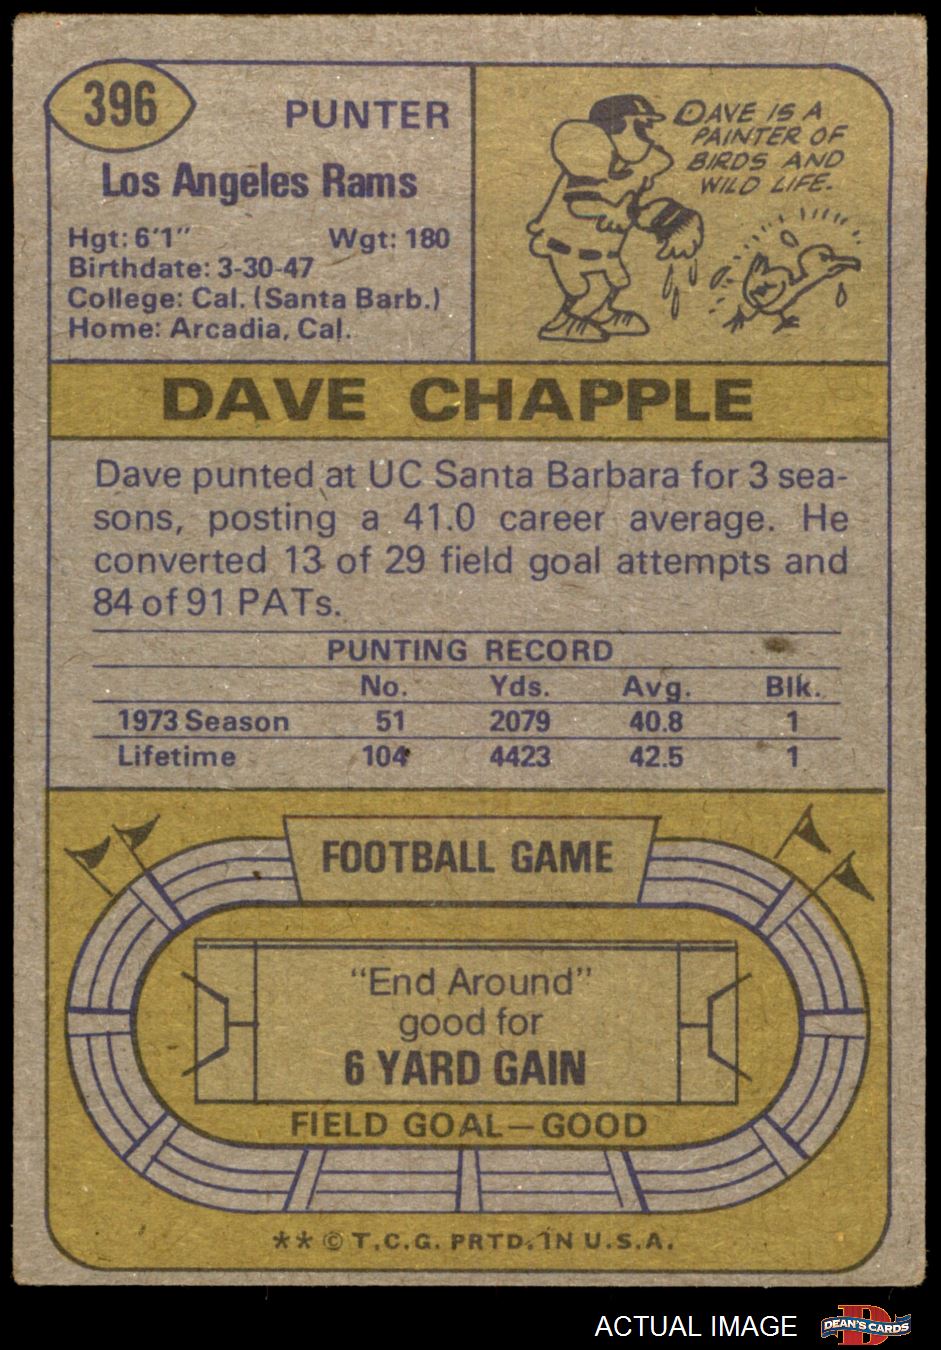 396
PUNTER
Los Angeles Rams
Hgt: 6'1" Wgt: 180
Birthdate: 3-30-47
College: Cal. (Santa Barb.)
Home: Arcadia, Cal.
DAVE IS A
PAINTER OF
BIRDS AND
WILD LIFE.
DAVE CHAPPLE
Dave punted at UC Santa Barbara for 3 sea-
sons, posting a 41.0 career average. He
converted 13 of 29 field goal attempts and
84 of 91 PATs.
PUNTING RECORD
No. Yds. Avg. Blk.
1973 Season 51 2079 40.8 1
Lifetime 104 4423 42.5 1
FOOTBALL GAME
"End Around"
good for
6 YARD GAIN
FIELD GOAL—GOOD
** © T.C.G. PRTD. IN U.S.A.
ACTUAL IMAGE
D
DEAN'S CARDS